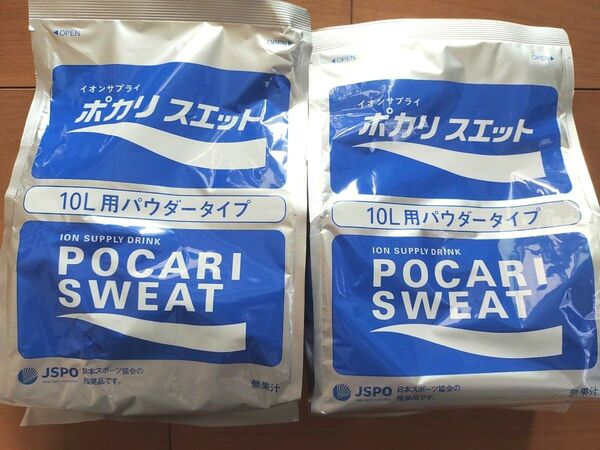 ◀OPEN OPEN▶
イオンサプライ
ポカリスエット
10L用パウダータイプ
ION SUPPLY DRINK
POCARI
SWEAT
JSPO 日本スポーツ協会の
推奨品です。
無果汁
◀OPEN OPEN▶
イオンサプライ
ポカリスエット
10L用パウダータイプ
ION SUPPLY DRINK
POCARI
SWEAT
JSPO 日本スポーツ協会の
推奨品です。
無果汁